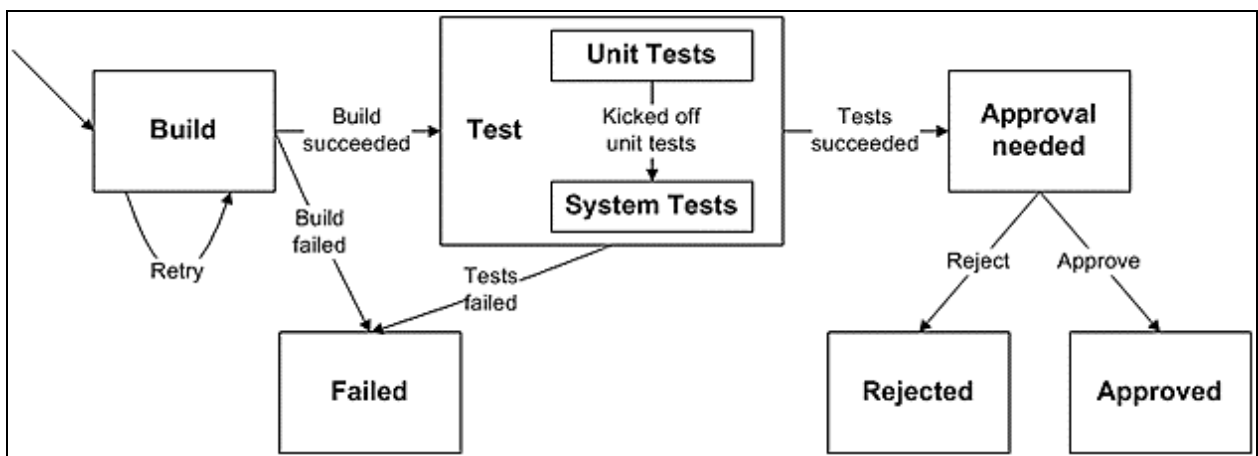 Build
Retry
Build
succeeded
Build
failed
Test
Unit Tests
Kicked off
unit tests
System Tests
Tests
failed
Failed
Tests
succeeded
Approval
needed
Reject
Approve
Rejected
Approved